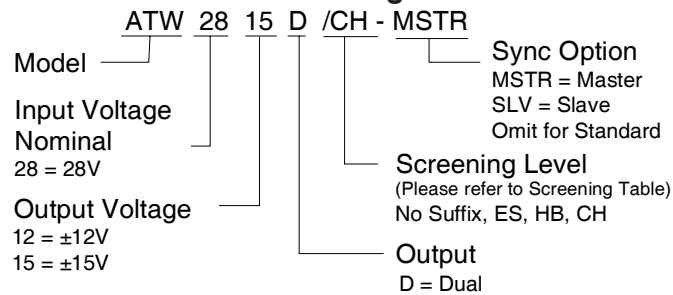 ATW 28 15 D /CH - MSTR
Model
Input Voltage
Nominal
28 = 28V
Output Voltage
12 = ±12V
15 = ±15V
Sync Option
MSTR = Master
SLV = Slave
Omit for Standard
Screening Level
(Please refer to Screening Table)
No Suffix, ES, HB, CH
Output
D = Dual